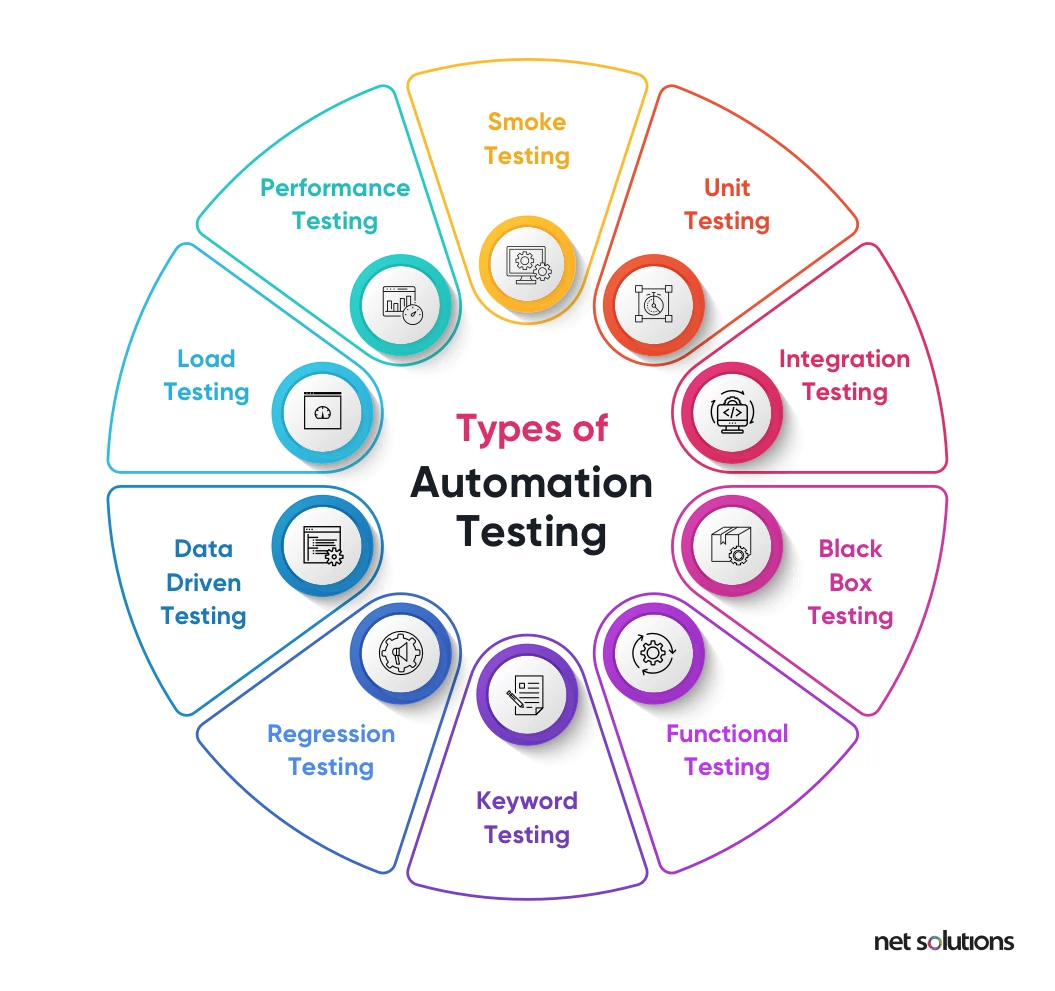 Types of
Automation
Testing
Smoke
Testing
Unit
Testing
Integration
Testing
Black
Box
Testing
Functional
Testing
Keyword
Testing
Regression
Testing
Data
Driven
Testing
Load
Testing
Performance
Testing
net solutions